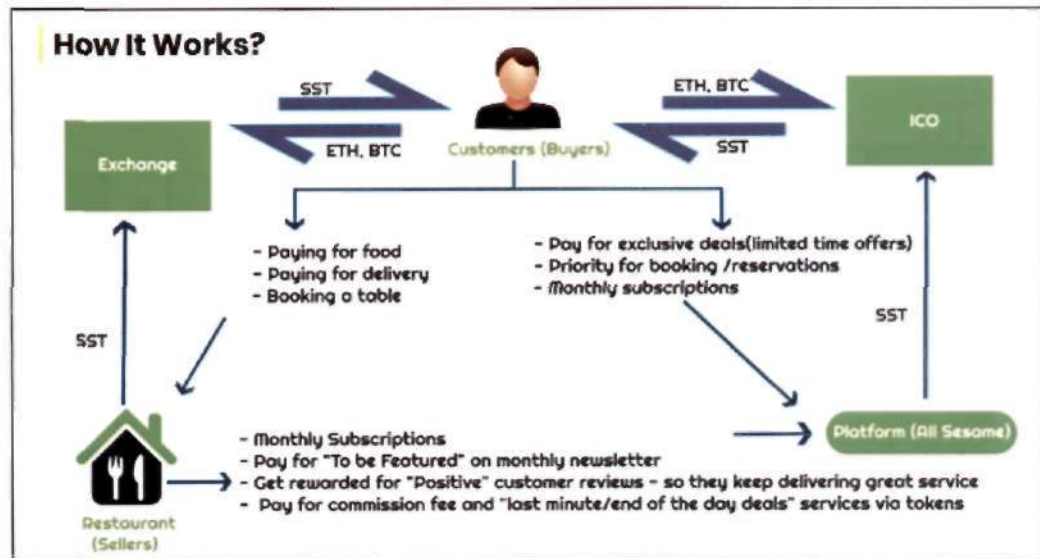 How It Works?
SST
ETH, BTC
ETH, BTC
SST
Customers (Buyers)
Exchange
ICO
- Paying for food
- Paying for delivery
- Booking a table
- Pay for exclusive deals(limited time offers)
- Priority for booking /reservations
- Monthly subscriptions
SST
SST
Restaurant
(Sellers)
- Monthly Subscriptions
- Pay for "To be Featured" on monthly newsletter
- Get rewarded for "Positive" customer reviews - so they keep delivering great service
- Pay for commission fee and "last minute/end of the day deals" services via tokens
Platform (All Sesame)